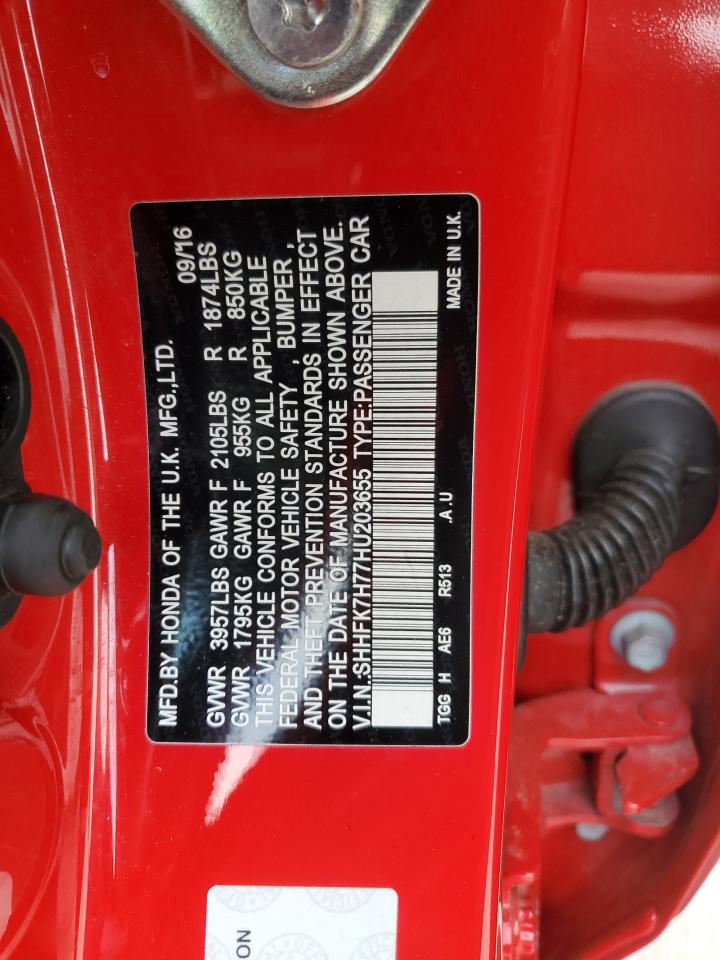 MFD.BY HONDA OF THE U.K. MFG.,LTD. 09/16
GVWR 3957LBS GAWR F 2105LBS R 1874LBS
GVWR 1795KG GAWR F 955KG R 850KG
THIS VEHICLE CONFORMS TO ALL APPLICABLE
FEDERAL MOTOR VEHICLE SAFETY , BUMPER ,
AND THEFT PREVENTION STANDARDS IN EFFECT
ON THE DATE OF MANUFACTURE SHOWN ABOVE.
V.I.N.:SHHFK7H77HU203655 TYPE:PASSENGER CAR
TGG H AE6 R513 .A.U MADE IN U.K.
ON